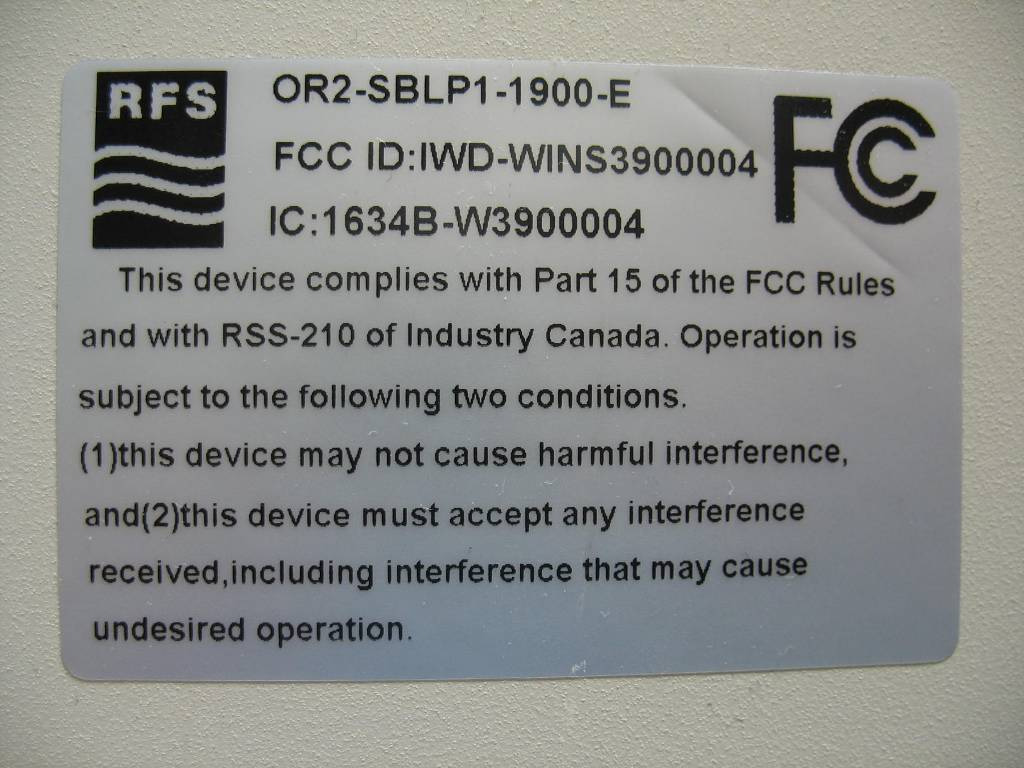 RFS
OR2-SBLP1-1900-E
FCC ID:IWD-WINS3900004
IC:1634B-W3900004
FCC
This device complies with Part 15 of the FCC Rules
and with RSS-210 of Industry Canada. Operation is
subject to the following two conditions.
(1)this device may not cause harmful interference,
and(2)this device must accept any interference
received,including interference that may cause
undesired operation.